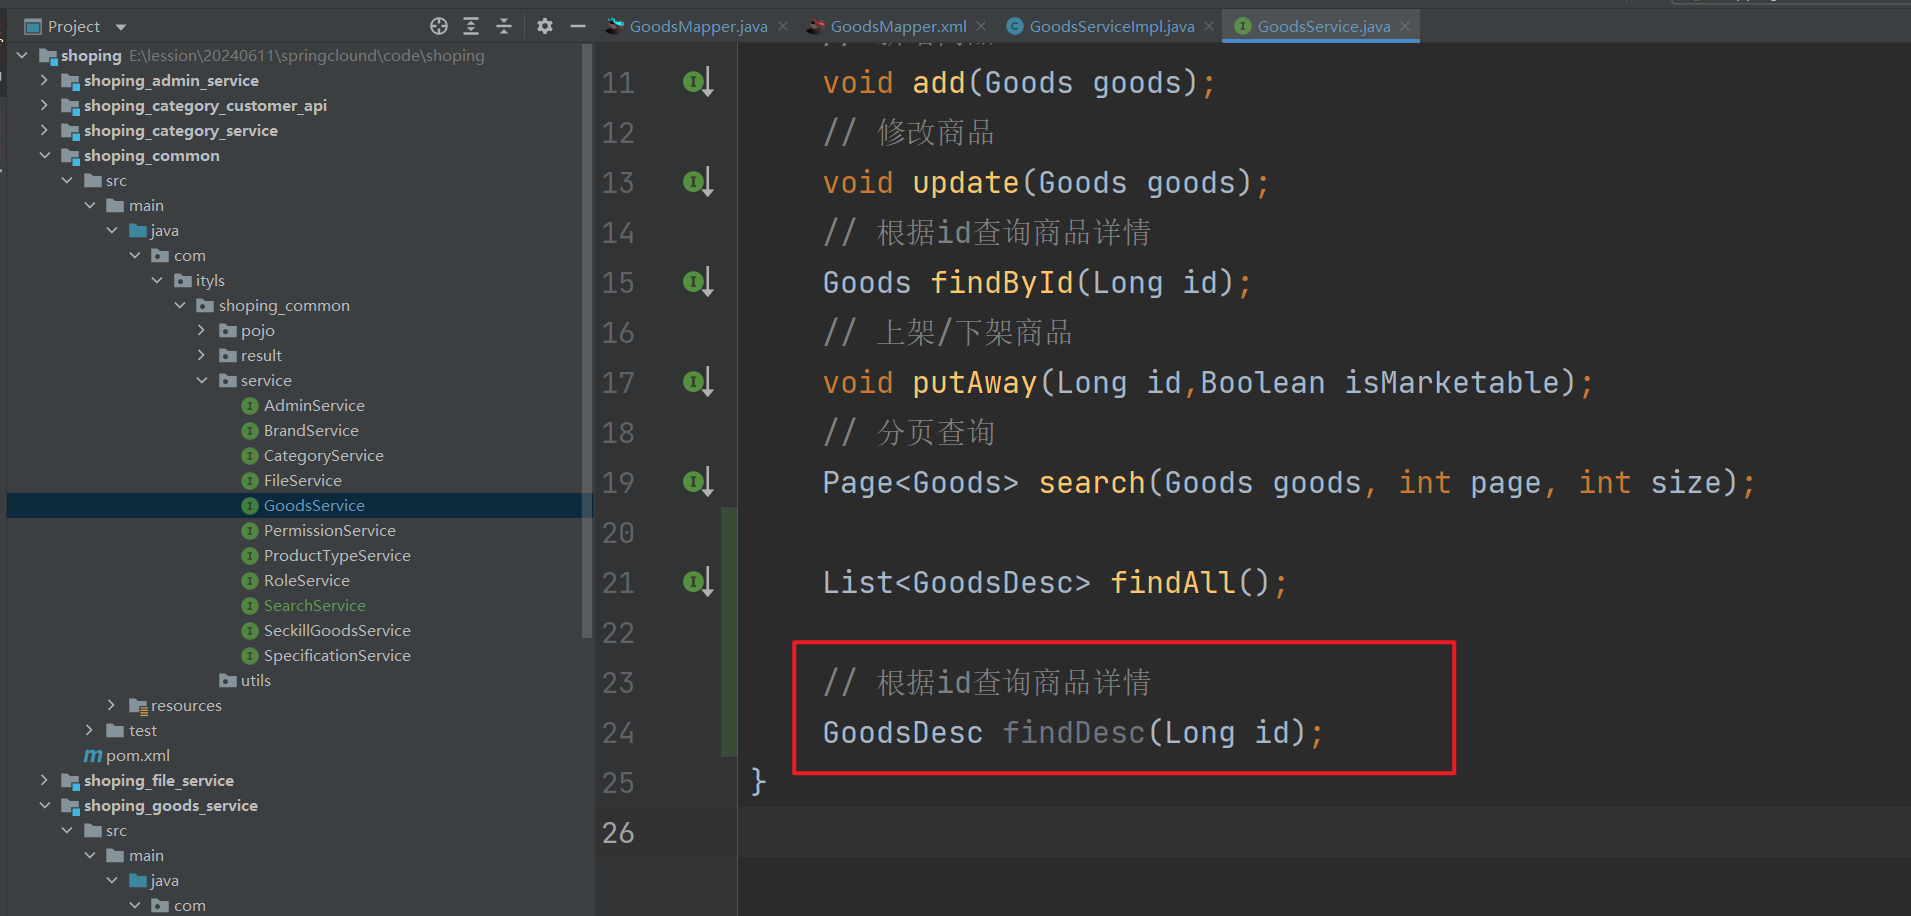 Project
GoodsMapper.java
GoodsMapper.xml
GoodsServiceImpl.java
GoodsService.java
shoping E:\lession\20240611\springclound\code\shoping
shoping_admin_service
shoping_category_customer_api
shoping_category_service
shoping_common
src
main
java
com
ityls
shoping_common
pojo
result
service
AdminService
BrandService
CategoryService
FileService
GoodsService
PermissionService
ProductTypeService
RoleService
SearchService
SeckillGoodsService
SpecificationService
utils
resources
test
pom.xml
shoping_file_service
shoping_goods_service
src
main
java
com
11 void add(Goods goods);
12 // 修改商品
13 void update(Goods goods);
14 // 根据id查询商品详情
15 Goods findById(Long id);
16 // 上架/下架商品
17 void putAway(Long id,Boolean isMarketable);
18 // 分页查询
19 Page<Goods> search(Goods goods, int page, int size);
20
21 List<GoodsDesc> findAll();
22
23 // 根据id查询商品详情
24 GoodsDesc findDesc(Long id);
25 }
26